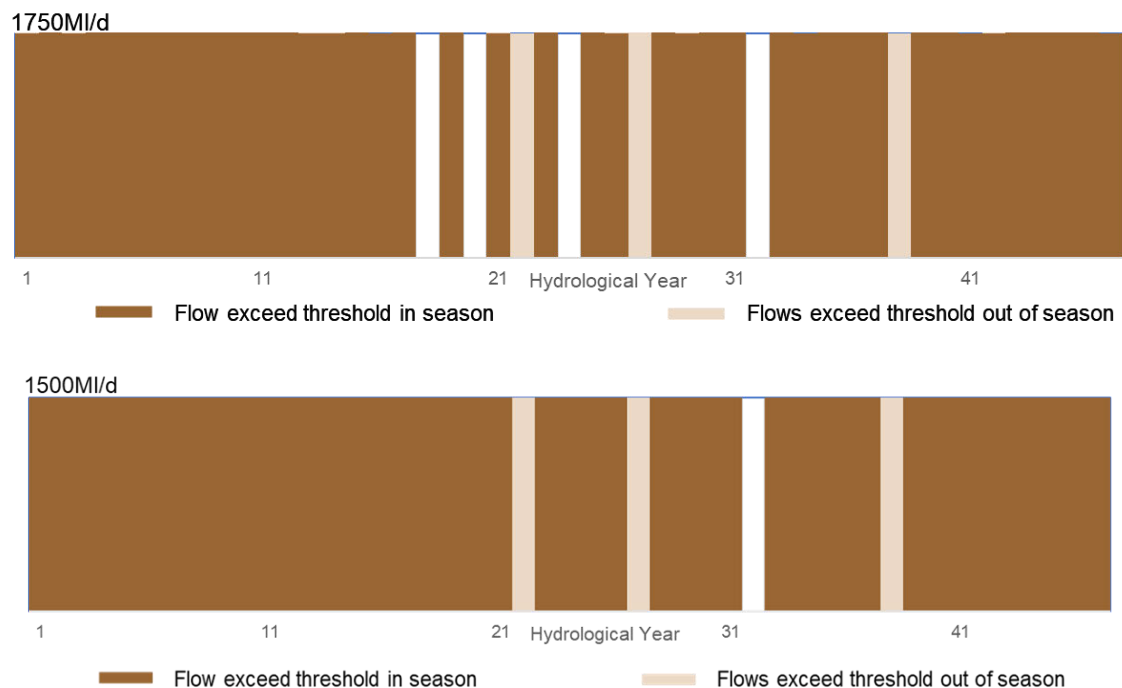 1750Ml/d
1 11 21 Hydrological Year 31 41
Flow exceed threshold in season Flows exceed threshold out of season
1500Ml/d
1 11 21 Hydrological Year 31 41
Flow exceed threshold in season Flows exceed threshold out of season